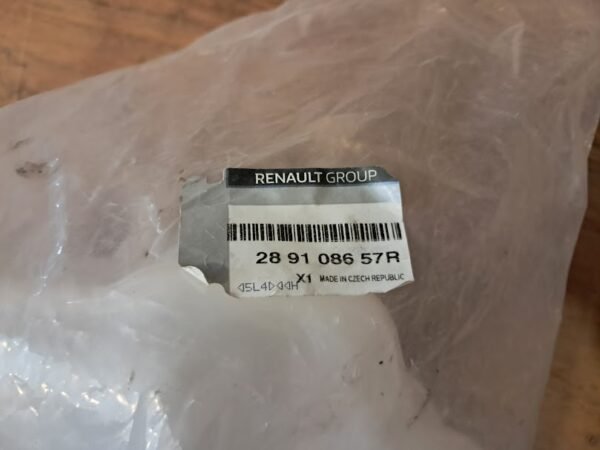 RENAULT GROUP
28 91 086 57R
X1 MADE IN CZECH REPUBLIC